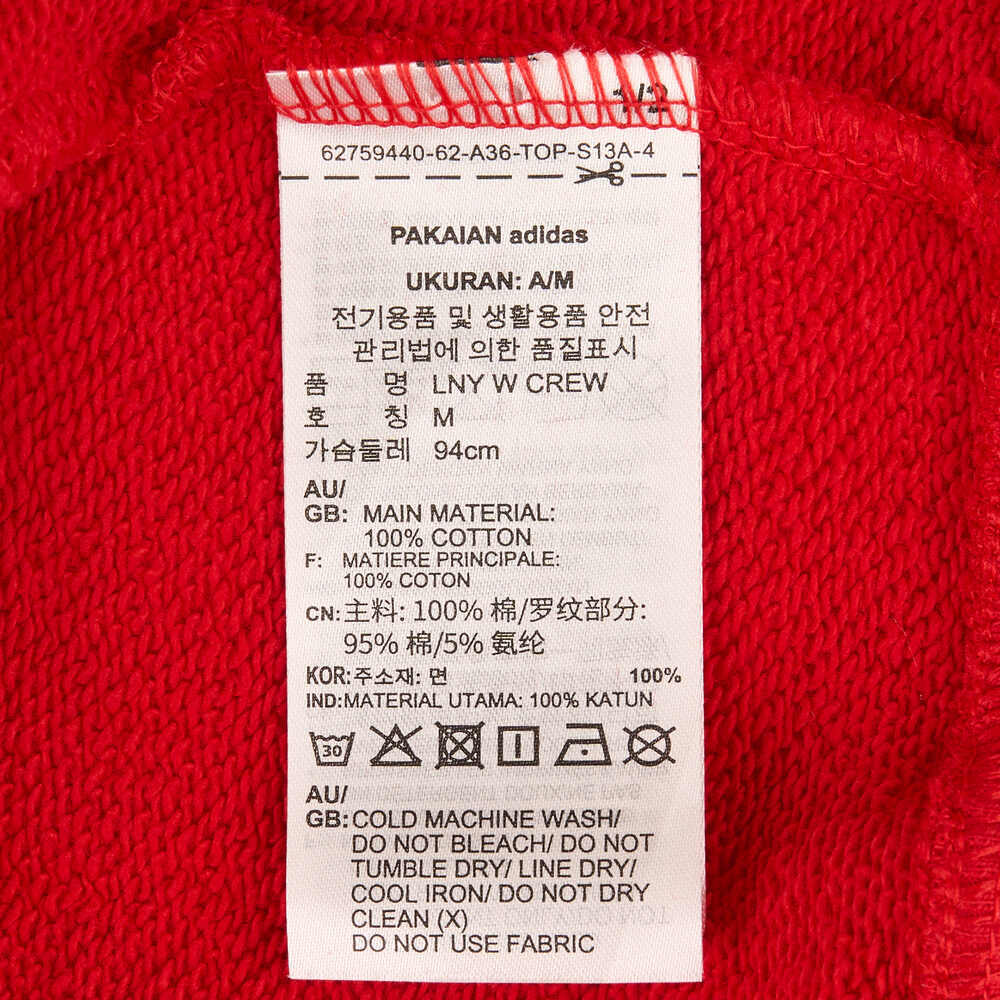 1/2
62759440-62-A36-TOP-S13A-4
PAKAIAN adidas
UKURAN: A/M
전기용품 및 생활용품 안전
관리법에 의한 품질표시
품 명 LNY W CREW
호 칭 M
가슴둘레 94cm
AU/
GB: MAIN MATERIAL:
100% COTTON
F: MATIERE PRINCIPALE:
100% COTON
CN: 主料: 100% 棉/罗纹部分:
95% 棉/5% 氨纶
KOR: 주소재: 면 100%
IND: MATERIAL UTAMA: 100% KATUN
30
AU/
GB: COLD MACHINE WASH/
DO NOT BLEACH/ DO NOT
TUMBLE DRY/ LINE DRY/
COOL IRON/ DO NOT DRY
CLEAN (X)
DO NOT USE FABRIC